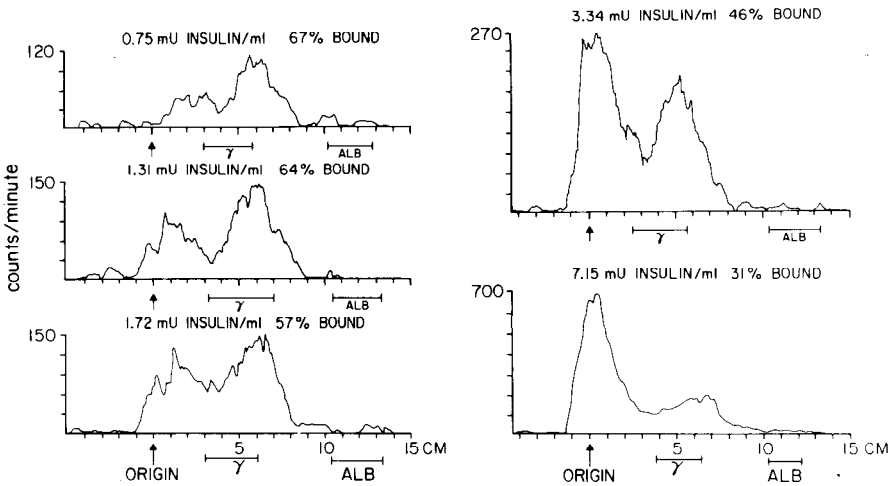 0.75 mU INSULIN/ml 67% BOUND
120
γ
ALB
1.31 mU INSULIN/ml 64% BOUND
150
γ
ALB
1.72 mU INSULIN/ml 57% BOUND
150
5 10 15 CM
ORIGIN γ ALB
counts/minute
3.34 mU INSULIN/ml 46% BOUND
270
γ
ALB
7.15 mU INSULIN/ml 31% BOUND
700
5 10 15 CM
ORIGIN γ ALB